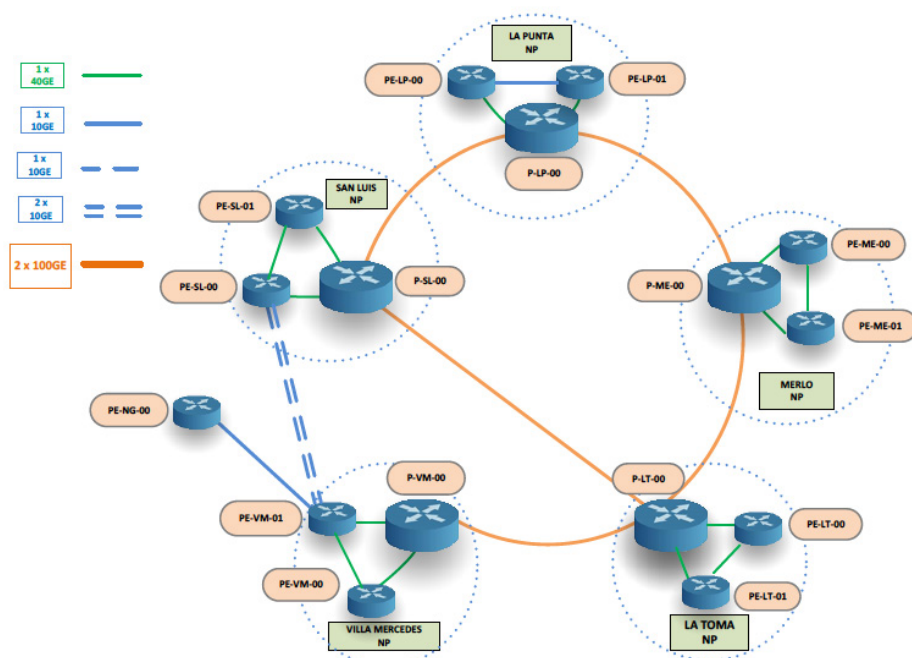 1 x
40GE
1 x
10GE
1 x
10GE
2 x
10GE
2 x 100GE
LA PUNTA
NP
PE-LP-00
PE-LP-01
P-LP-00
SAN LUIS
NP
PE-SL-01
PE-SL-00
P-SL-00
PE-ME-00
P-ME-00
PE-ME-01
MERLO
NP
PE-NG-00
P-VM-00
PE-VM-01
PE-VM-00
VILLA MERCEDES
NP
P-LT-00
PE-LT-00
PE-LT-01
LA TOMA
NP